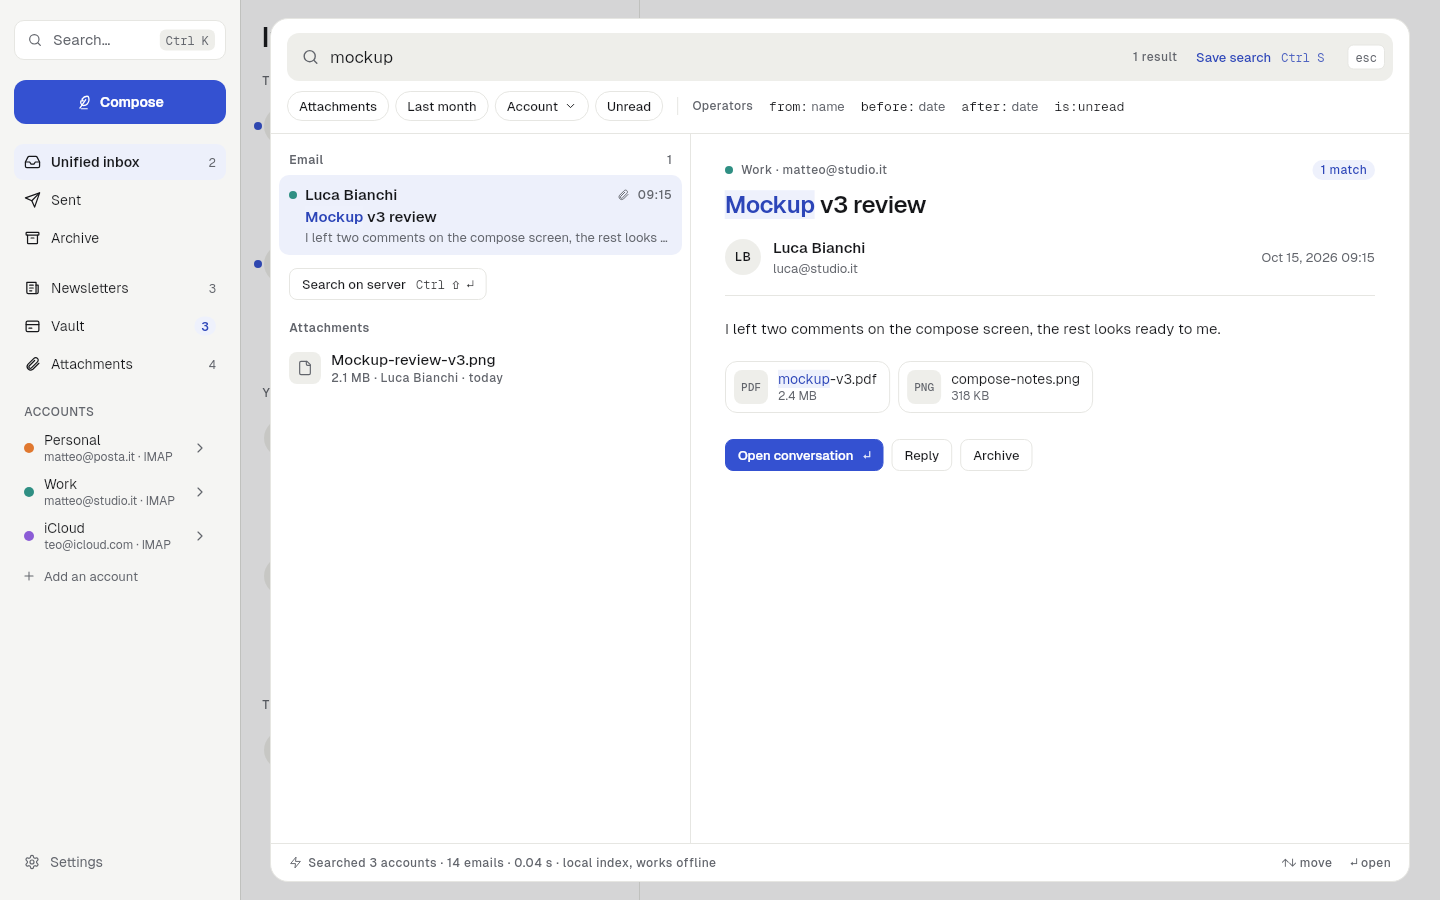 Search...
Ctrl K
Compose
Unified inbox 2
Sent
Archive
Newsletters 3
Vault 3
Attachments 4
ACCOUNTS
Personal
matteo@posta.it · IMAP
Work
matteo@studio.it · IMAP
iCloud
teo@icloud.com · IMAP
Add an account
Settings
mockup
1 result
Save search Ctrl S
esc
Attachments
Last month
Account
Unread
Operators from: name before: date after: date is:unread
Email 1
Luca Bianchi 09:15
Mockup v3 review
I left two comments on the compose screen, the rest looks ...
Search on server Ctrl ⇧ ↵
Attachments
Mockup-review-v3.png
2.1 MB · Luca Bianchi · today
Work · matteo@studio.it
1 match
Mockup v3 review
LB
Luca Bianchi
luca@studio.it
Oct 15, 2026 09:15
I left two comments on the compose screen, the rest looks ready to me.
PDF
mockup-v3.pdf
2.4 MB
PNG
compose-notes.png
318 KB
Open conversation ↵
Reply
Archive
Searched 3 accounts · 14 emails · 0.04 s · local index, works offline
↑↓ move ↵ open